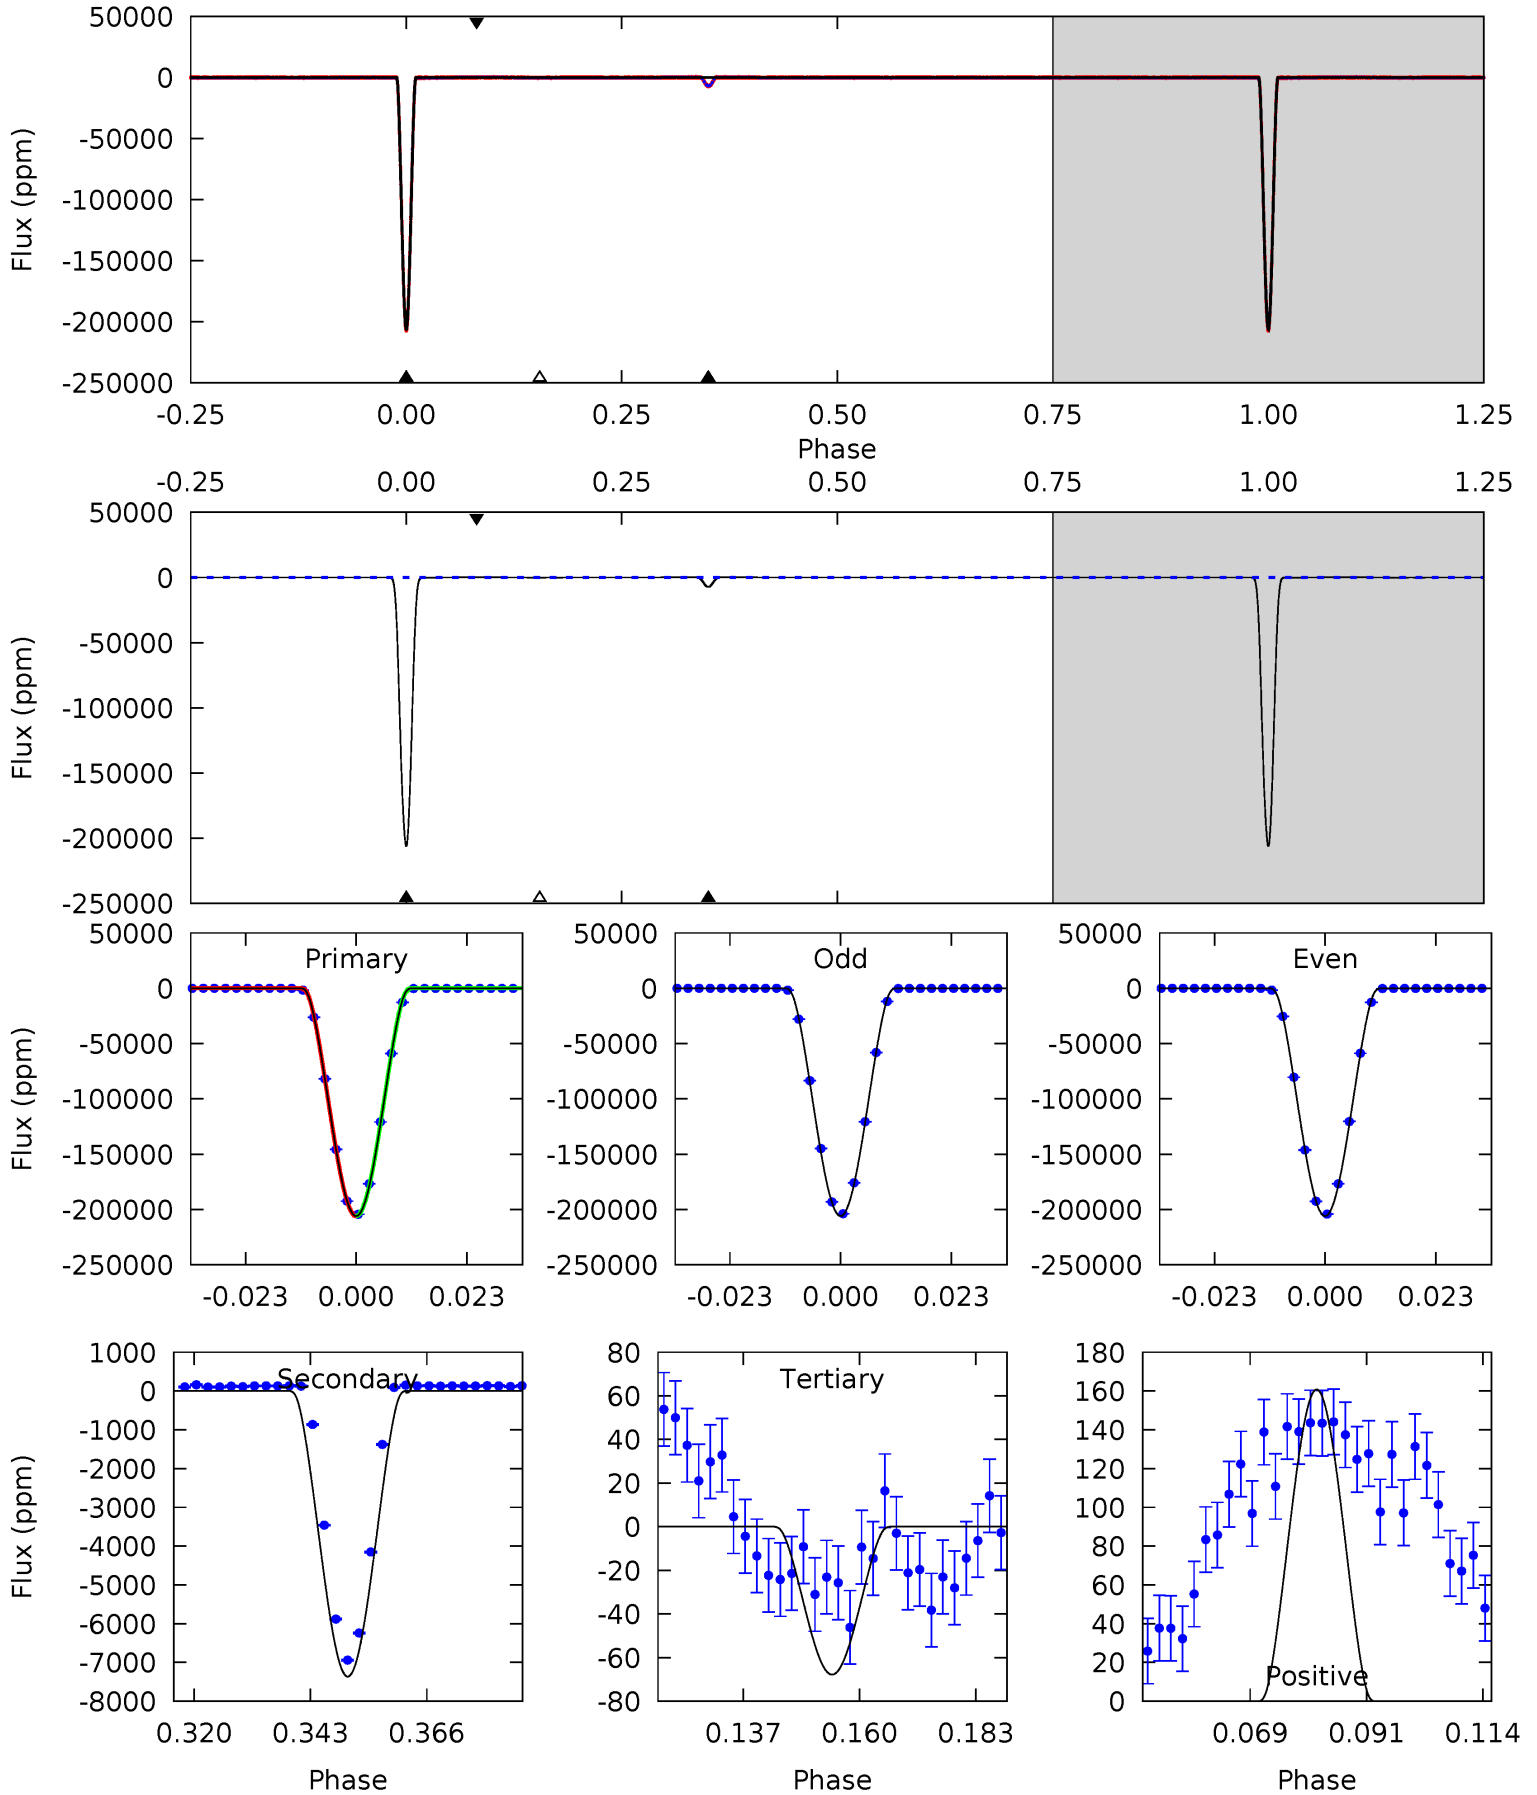 50000
0
-50000
-100000
-150000
-200000
-250000
Flux (ppm)
-0.25 0.00 0.25 0.50 0.75 1.00 1.25
Phase
-0.25 0.00 0.25 0.50 0.75 1.00 1.25
50000
0
-50000
-100000
-150000
-200000
-250000
Flux (ppm)
Primary
50000
0
-50000
-100000
-150000
-200000
-250000
Flux (ppm)
-0.023 0.000 0.023
Odd
50000
0
-50000
-100000
-150000
-200000
-250000
-0.023 0.000 0.023
Even
50000
0
-50000
-100000
-150000
-200000
-250000
-0.023 0.000 0.023
Secondary
1000
0
-1000
-2000
-3000
-4000
-5000
-6000
-7000
-8000
Flux (ppm)
0.320 0.343 0.366
Phase
Tertiary
80
60
40
20
0
-20
-40
-60
-80
0.137 0.160 0.183
Phase
180
160
140
120
100
80
60
40
20
0
Positive
0.069 0.091 0.114
Phase